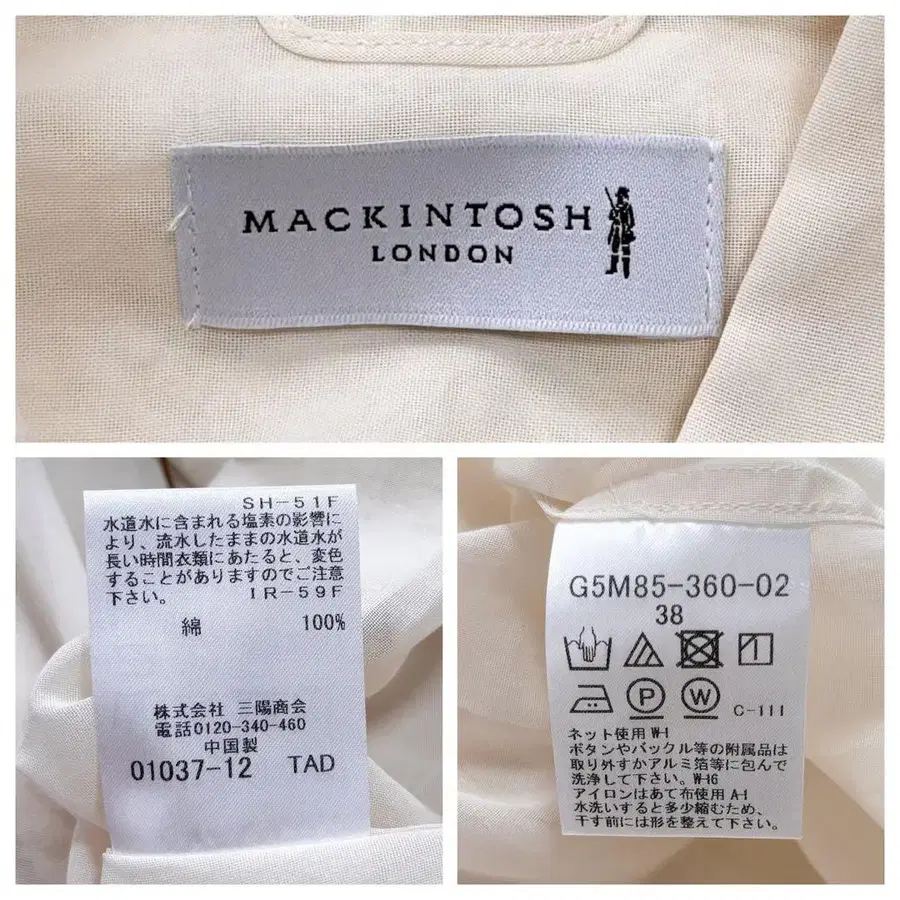 MACKINTOSH
LONDON
SH-51F
水道水に含まれる塩素の影響に
より、流水したままの水道水が
長い時間衣類にあたると、変色
することがありますのでご注意
下さい。 IR-59F
綿 100%
株式会社 三陽商会
電話0120-340-460
中国製
01037-12 TAD
G5M85-360-02
38
1
P W C-111
ネット使用 W-1
ボタンやバックル等の附属品は
取り外すかアルミ箔等に包んで
洗浄して下さい。W-16
アイロンはあて布使用 A-1
水洗いすると多少縮むため、
干す前には形を整えて下さい。